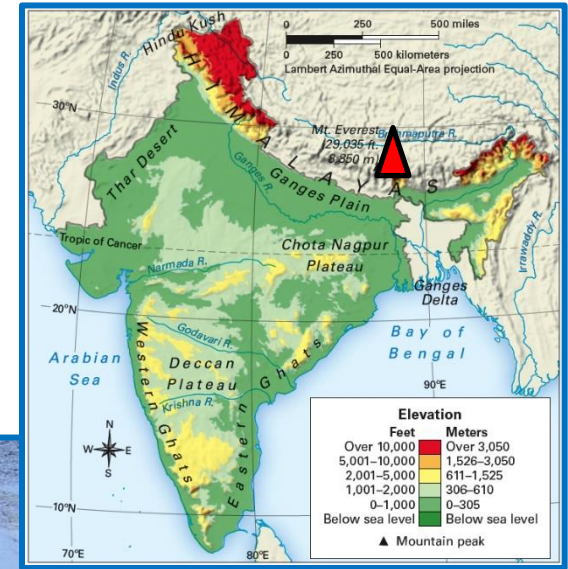 0 500 miles
0 250 500 kilometers
Lambert Azimuthal Equal-Area projection
Hindu Kush
Indus R.
HIMALAYAS
30°N
Mt. Everest
29,035 ft.
8,850 m
Brahmaputra R.
Thar Desert
Ganges R.
Ganges Plain
Irrawaddy R.
Tropic of Cancer
Chota Nagpur
Plateau
Narmada R.
Ganges
Delta
20°N
Godavari R.
Bay of
Bengal
Arabian
Sea
Western Ghats
Deccan
Plateau
Eastern Ghats
Krishna R.
90°E
N
W E
S
Elevation
Feet Meters
Over 10,000 Over 3,050
5,001–10,000 1,526–3,050
2,001–5,000 611–1,525
1,001–2,000 306–610
0–1,000 0–305
Below sea level Below sea level
▲ Mountain peak
10°N
70°E
80°E